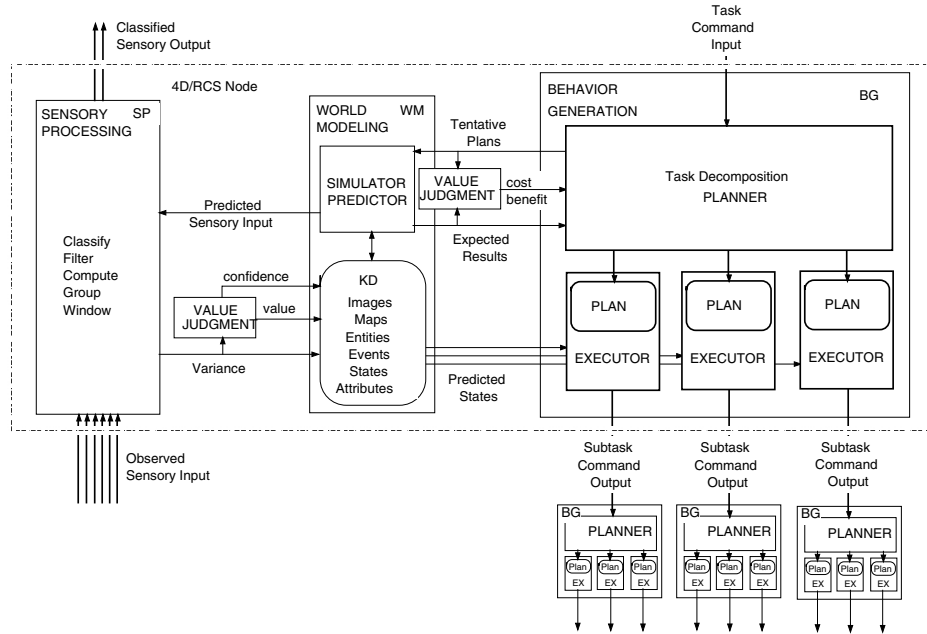 Classified
Sensory Output
Task
Command
Input
4D/RCS Node
SENSORY SP
PROCESSING
Classify
Filter
Compute
Group
Window
Observed
Sensory Input
Predicted
Sensory Input
confidence
value
VALUE
JUDGMENT
Variance
WORLD WM
MODELING
SIMULATOR
PREDICTOR
KD
Images
Maps
Entities
Events
States
Attributes
Tentative
Plans
VALUE
JUDGMENT
cost
benefit
Expected
Results
Predicted
States
BEHAVIOR
GENERATION
BG
Task Decomposition
PLANNER
PLAN
EXECUTOR
PLAN
EXECUTOR
PLAN
EXECUTOR
Subtask
Command
Output
Subtask
Command
Output
Subtask
Command
Output
BG
PLANNER
Plan Plan Plan
EX EX EX
BG
PLANNER
Plan Plan Plan
EX EX EX
BG
PLANNER
Plan Plan Plan
EX EX EX